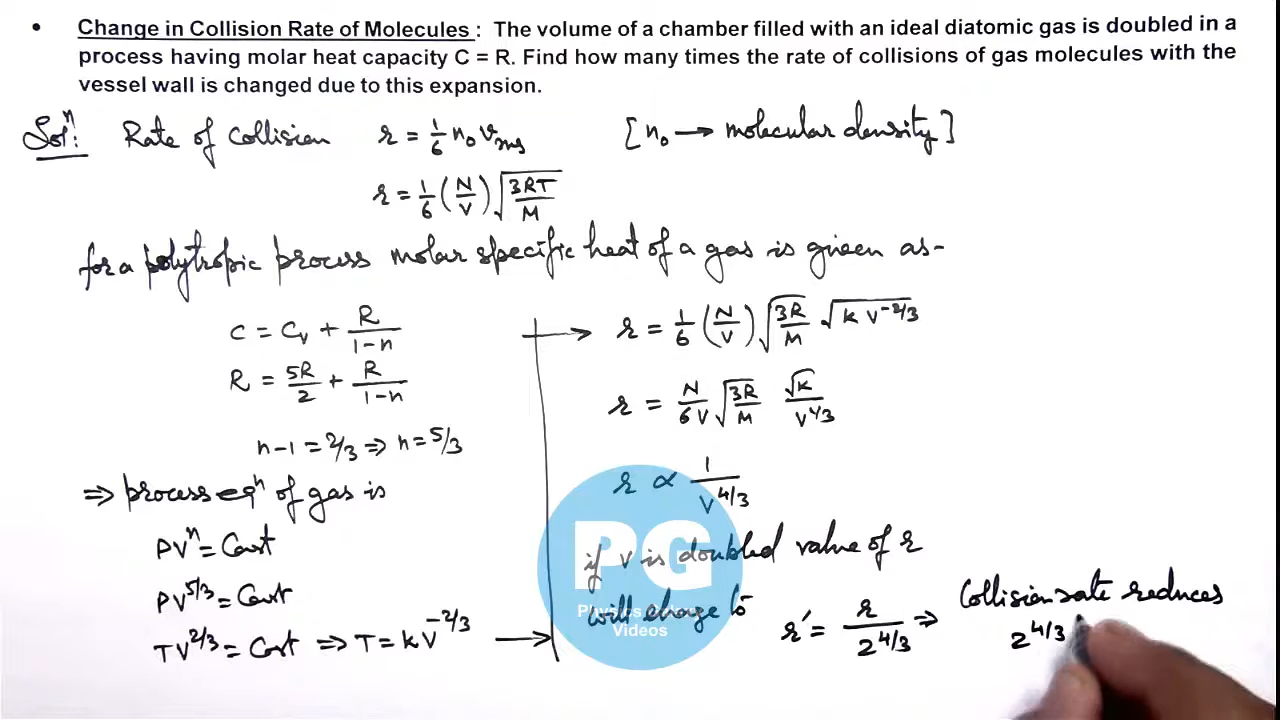 • Change in Collision Rate of Molecules : The volume of a chamber filled with an ideal diatomic gas is doubled in a
process having molar heat capacity C = R. Find how many times the rate of collisions of gas molecules with the
vessel wall is changed due to this expansion.
Solⁿ: Rate of Collision r = 1/6 n₀ v_rms [n₀ → molecular density]
r = 1/6 (N/V) √(3RT/M)
for a polytropic process molar specific heat of a gas is given as-
C = Cv + R/(1-n)
R = 5R/2 + R/(1-n)
n-1 = 2/3 ⇒ n = 5/3
⇒ process eqⁿ of gas is
PVⁿ = Const
PV^5/3 = Const
TV^2/3 = Const ⇒ T = kV^-2/3
→ r = 1/6 (N/V) √(3R/M) √(k V^-2/3)
r = N/6V √(3R/M) √k/V^1/3
r ∝ 1/V^4/3
if V is doubled value of r
will change to r′ = r/2^4/3 ⇒ Collision rate reduces
2^4/3
PG
Physics Galaxy
Videos